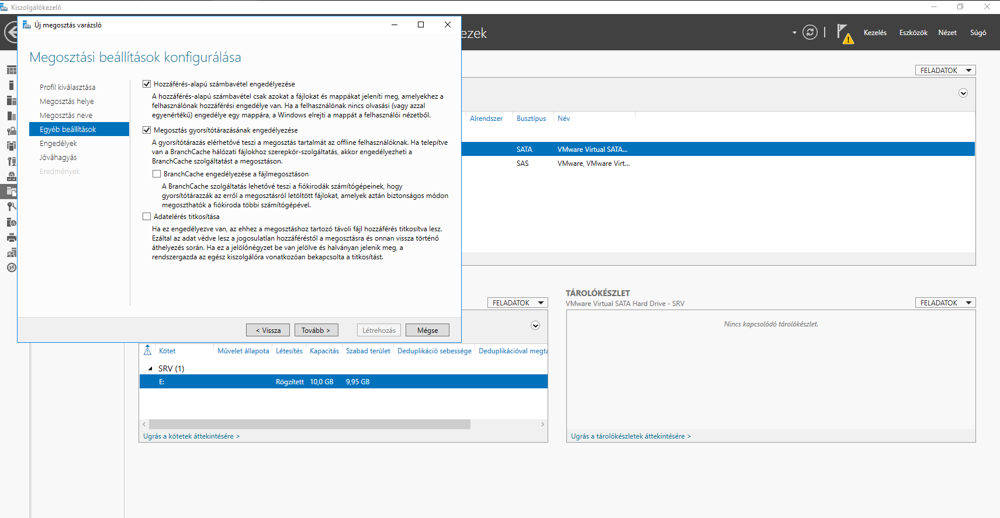 Kiszolgálókezelő
Új megosztás varázsló
ezek
Kezelés
Eszközök
Nézet
Súgó
Megosztási beállítások konfigurálása
Profil kiválasztása
Megosztás helye
Megosztás neve
Egyéb beállítások
Engedélyek
Jóváhagyás
Eredmények
Hozzáférés-alapú számbavétel engedélyezése
A hozzáférés-alapú számbavétel csak azokat a fájlokat és mappákat jeleníti meg, amelyekhez a
felhasználónak hozzáférési engedélye van. Ha a felhasználónak nincs olvasási (vagy azzal
egyenértékű) engedélye egy mappára, a Windows elrejti a mappát a felhasználói nézetből.
Megosztás gyorsítótárazásának engedélyezése
A gyorsítótárazás elérhetővé teszi a megosztás tartalmát az offline felhasználóknak. Ha telepítve
van a BranchCache hálózati fájlokhoz szerepkör-szolgáltatás, akkor engedélyezheti a
BranchCache szolgáltatást a megosztáson.
BranchCache engedélyezése a fájlmegosztáson
A BranchCache szolgáltatás lehetővé teszi a fiókirodák számítógépeinek, hogy
gyorsítótárazzák az erről a megosztásról letöltött fájlokat, amelyek aztán biztonságos módon
megoszthatók a fiókiroda többi számítógépével.
Adatelérés titkosítása
Ha ez engedélyezve van, az ehhez a megosztáshoz tartozó távoli fájl hozzáférés titkosítva lesz.
Ezáltal az adat védve lesz a jogosulatlan hozzáféréstől a megosztásra és onnan vissza történő
áthelyezés során. Ha ez a jelölőnégyzet be van jelölve és halványan jelenik meg, a
rendszergazda az egész kiszolgálóra vonatkozóan bekapcsolta a titkosítást.
< Vissza
Tovább >
Létrehozás
Mégse
FELADATOK
Alrendszer Busztípus Név
SATA VMware Virtual SATA...
SAS VMware, VMware Virt...
FELADATOK
Kötet Művelet állapota Létesítés Kapacitás Szabad terület Deduplikáció sebessége Deduplikációval megta
SRV (1)
E: Rögzített 10,0 GB 9,95 GB
Ugrás a kötetek áttekintésére >
TÁROLÓKÉSZLET
VMware Virtual SATA Hard Drive - SRV
FELADATOK
Nincs kapcsolódó tárolókészlet.
Ugrás a tárolókészletek áttekintésére >